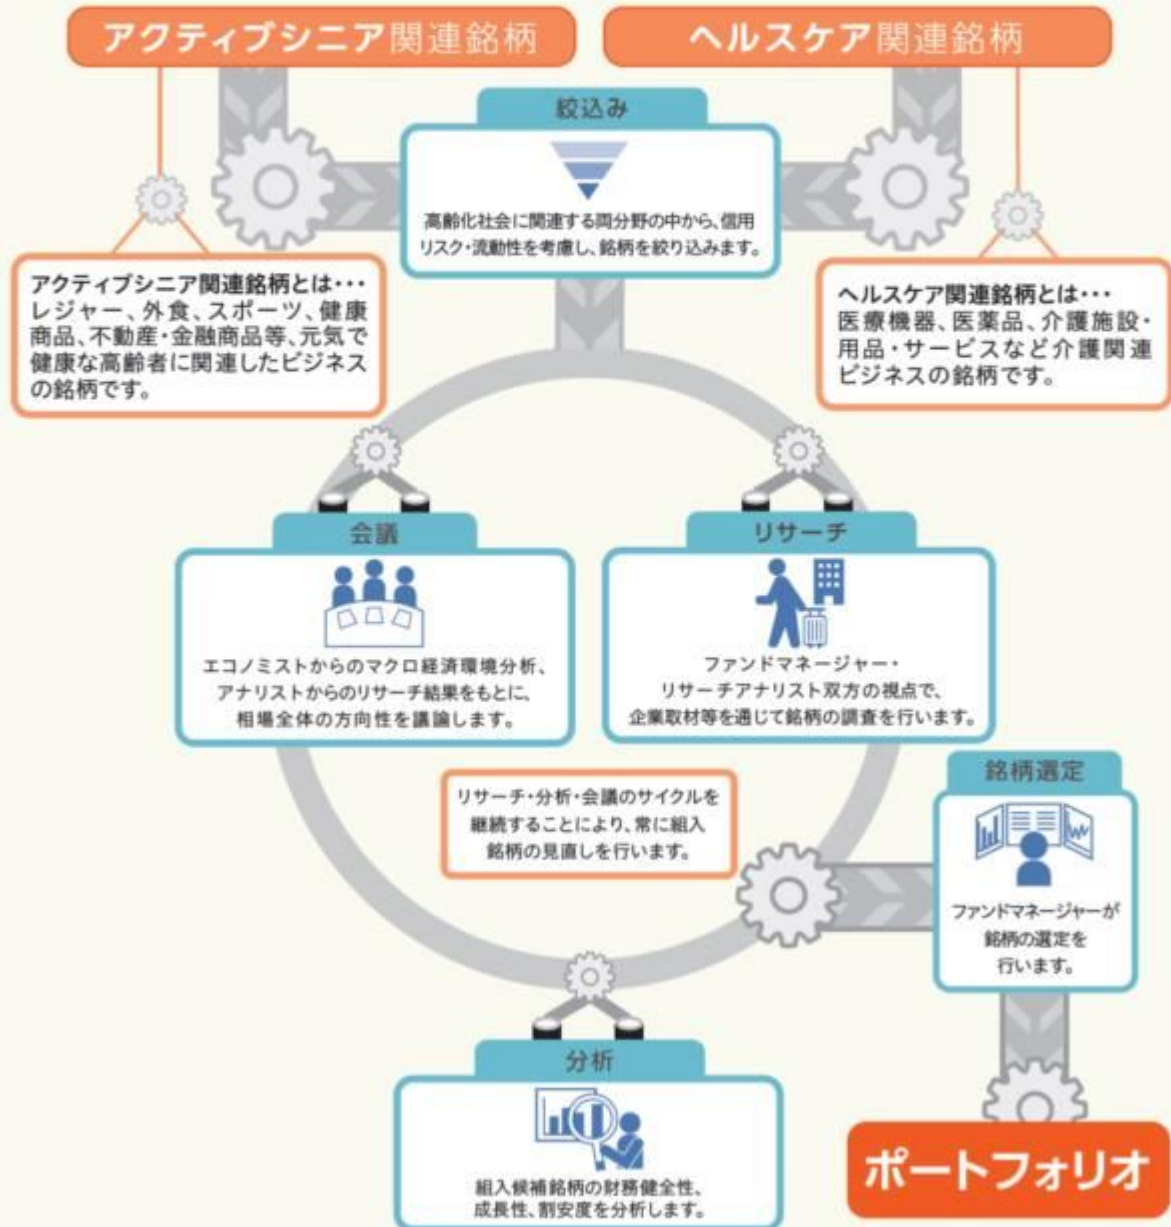 アクティブシニア関連銘柄
ヘルスケア関連銘柄
絞込み
高齢化社会に関連する両分野の中から、信用
リスク・流動性を考慮し、銘柄を絞り込みます。
アクティブシニア関連銘柄とは・・・
レジャー、外食、スポーツ、健康
商品、不動産・金融商品等、元気で
健康な高齢者に関連したビジネス
の銘柄です。
ヘルスケア関連銘柄とは・・・
医療機器、医薬品、介護施設・
用品・サービスなど介護関連
ビジネスの銘柄です。
会議
エコノミストからのマクロ経済環境分析、
アナリストからのリサーチ結果をもとに、
相場全体の方向性を議論します。
リサーチ
ファンドマネージャー・
リサーチアナリスト双方の視点で、
企業取材等を通じて銘柄の調査を行います。
リサーチ・分析・会議のサイクルを
継続することにより、常に組入
銘柄の見直しを行います。
銘柄選定
ファンドマネージャーが
銘柄の選定を
行います。
分析
組入候補銘柄の財務健全性、
成長性、割安度を分析します。
ポートフォリオ